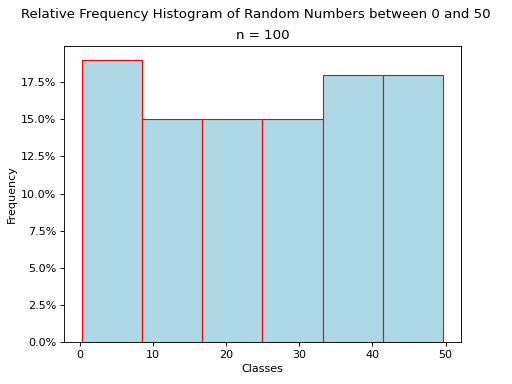 Relative Frequency Histogram of Random Numbers between 0 and 50
n = 100
17.5%
15.0%
12.5%
10.0%
7.5%
5.0%
2.5%
0.0%
Frequency
0 10 20 30 40 50
Classes